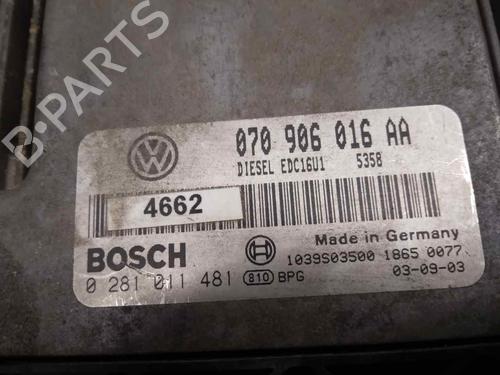 B-PARTS
070 906 016 AA
DIESEL EDC16U1 5358
4662
BOSCH
Made in Germany
1039S03500 1865 0077
0 281 011 481 810 BPG 03-09-03